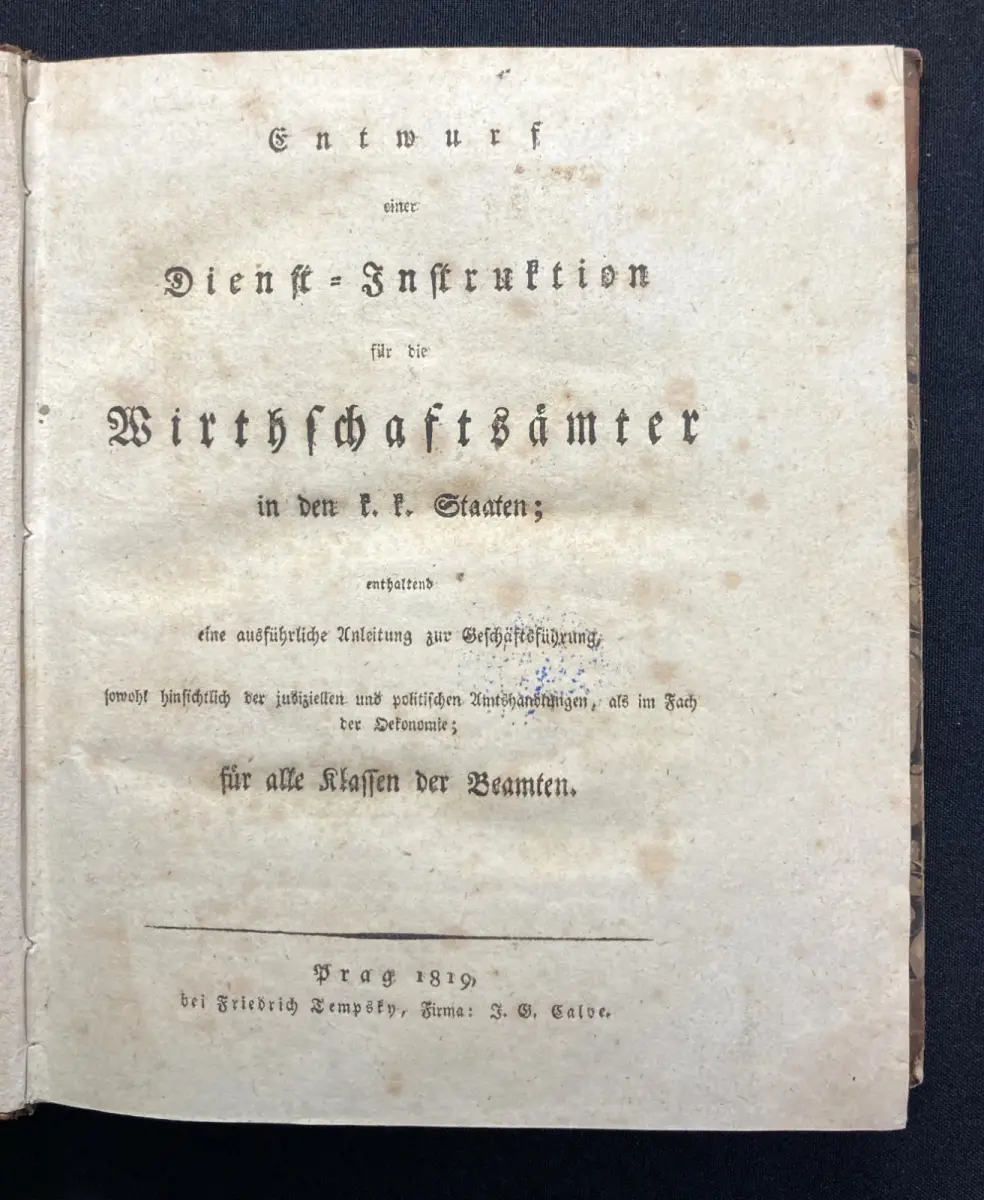 Entwurf
einer
Dienst-Instruktion
für die
Wirthschaftsämter
in den k. k. Staaten;
enthaltend
eine ausführliche Anleitung zur Geschäftsführung,
sowohl hinsichtlich der judiziellen und politischen Amtshandlungen, als im Fach
der Oekonomie;
für alle Klassen der Beamten.
Prag 1819,
bei Friedrich Tempsky, Firma: J. G. Calve.